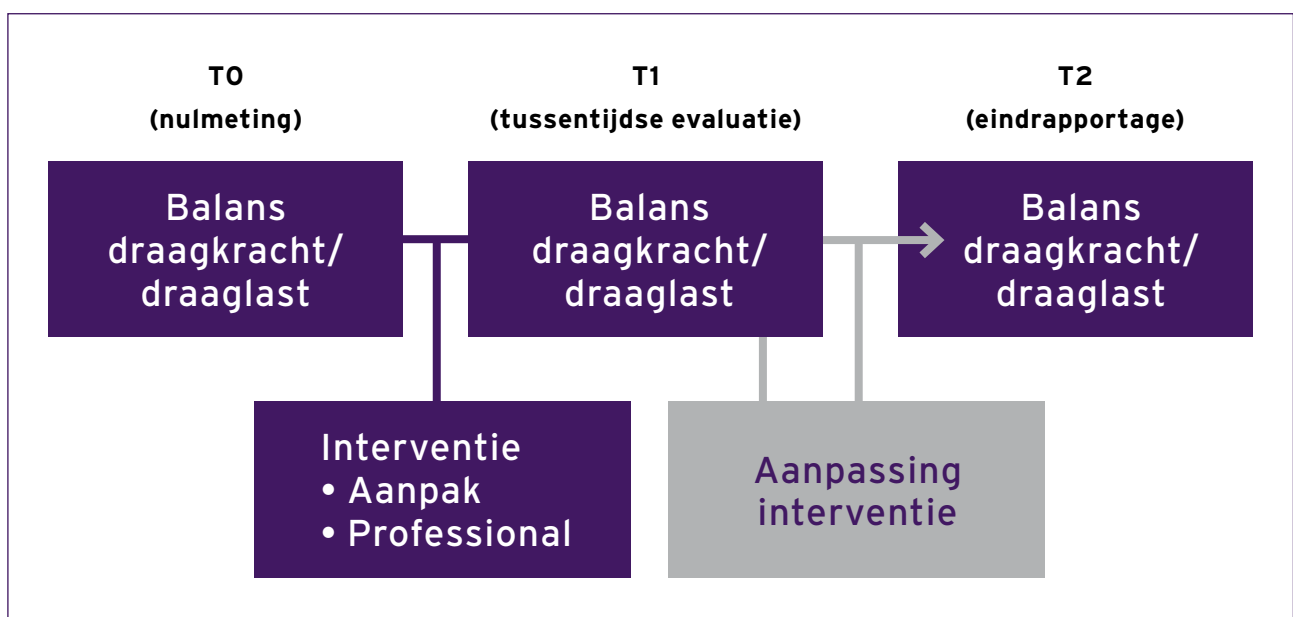 T0
(nulmeting)
T1
(tussentijdse evaluatie)
T2
(eindrapportage)
Balans
draagkracht/
draaglast
Balans
draagkracht/
draaglast
Balans
draagkracht/
draaglast
Interventie
• Aanpak
• Professional
Aanpassing
interventie